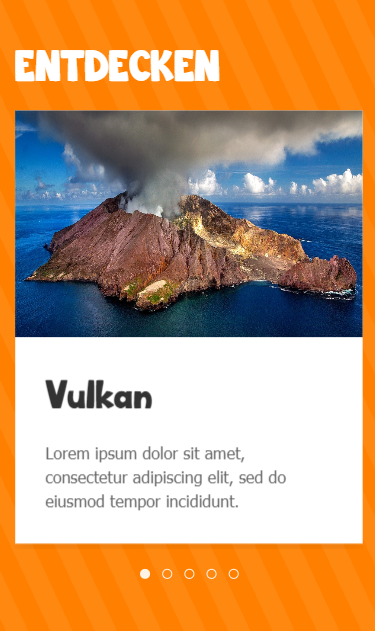 ENTDECKEN
Vulkan
Lorem ipsum dolor sit amet,
consectetur adipiscing elit, sed do
eiusmod tempor incididunt.